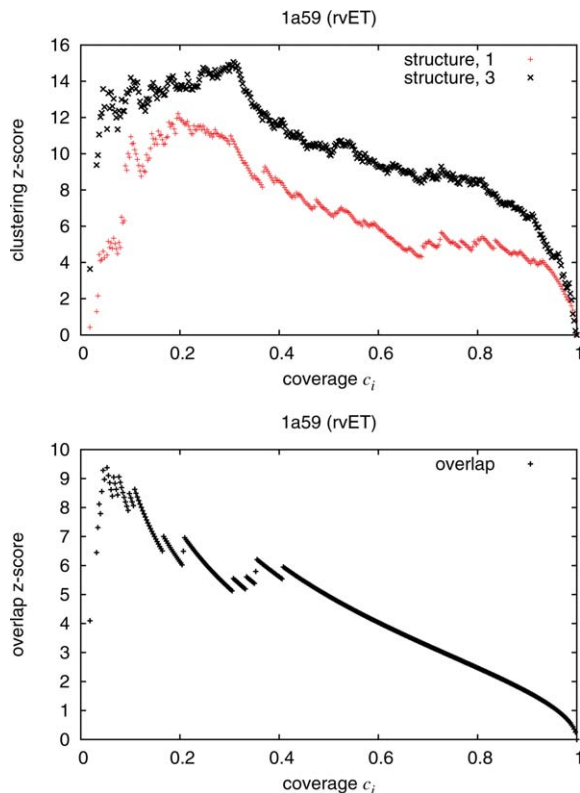 1a59 (rvET)
structure, 1
structure, 3
clustering z-score
16
14
12
10
8
6
4
2
0
0 0.2 0.4 0.6 0.8 1
coverage cᵢ
1a59 (rvET)
overlap
overlap z-score
10
9
8
7
6
5
4
3
2
1
0
0 0.2 0.4 0.6 0.8 1
coverage cᵢ